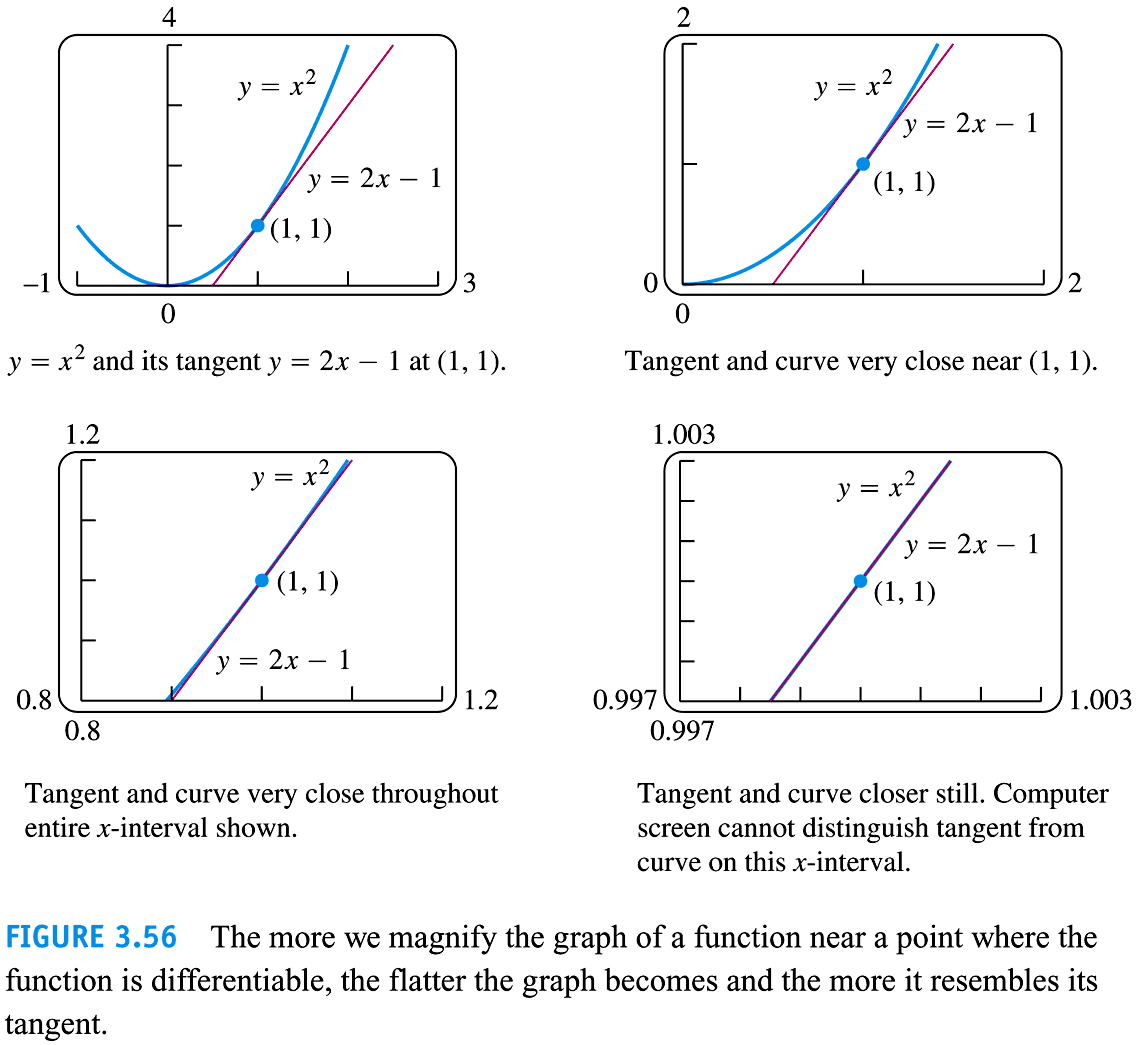 4
y = x²
y = 2x − 1
(1, 1)
−1
3
0
y = x² and its tangent y = 2x − 1 at (1, 1).
2
y = x²
y = 2x − 1
(1, 1)
0
2
0
Tangent and curve very close near (1, 1).
1.2
y = x²
(1, 1)
y = 2x − 1
0.8
1.2
0.8
Tangent and curve very close throughout
entire x-interval shown.
1.003
y = x²
y = 2x − 1
(1, 1)
0.997
1.003
0.997
Tangent and curve closer still. Computer
screen cannot distinguish tangent from
curve on this x-interval.
FIGURE 3.56 The more we magnify the graph of a function near a point where the
function is differentiable, the flatter the graph becomes and the more it resembles its
tangent.